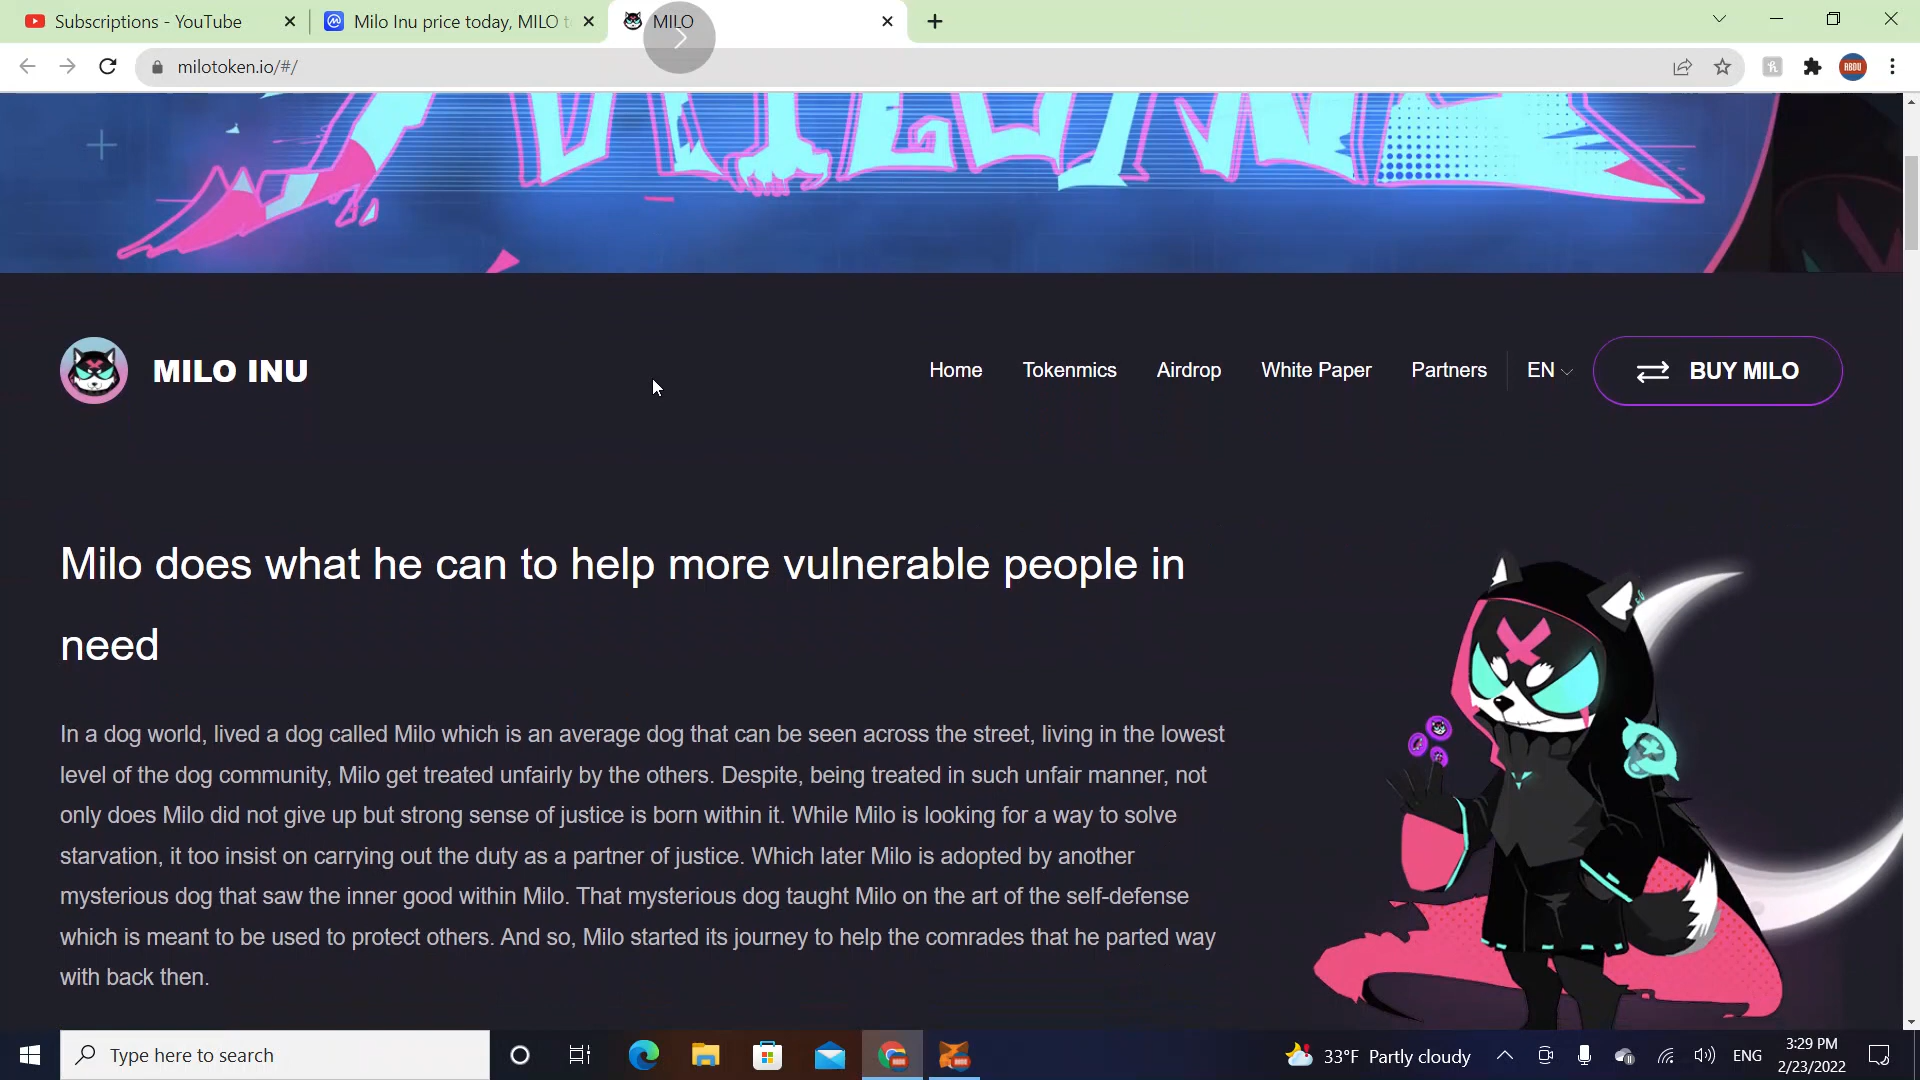 Subscriptions - YouTube
Milo Inu price today, MILO t
MILO
milotoken.io/#/
ABDU
MILO INU
Home
Tokenmics
Airdrop
White Paper
Partners
EN
BUY MILO
Milo does what he can to help more vulnerable people in
need
In a dog world, lived a dog called Milo which is an average dog that can be seen across the street, living in the lowest
level of the dog community, Milo get treated unfairly by the others. Despite, being treated in such unfair manner, not
only does Milo did not give up but strong sense of justice is born within it. While Milo is looking for a way to solve
starvation, it too insist on carrying out the duty as a partner of justice. Which later Milo is adopted by another
mysterious dog that saw the inner good within Milo. That mysterious dog taught Milo on the art of the self-defense
which is meant to be used to protect others. And so, Milo started its journey to help the comrades that he parted way
with back then.
Type here to search
33°F Partly cloudy
ENG
3:29 PM
2/23/2022